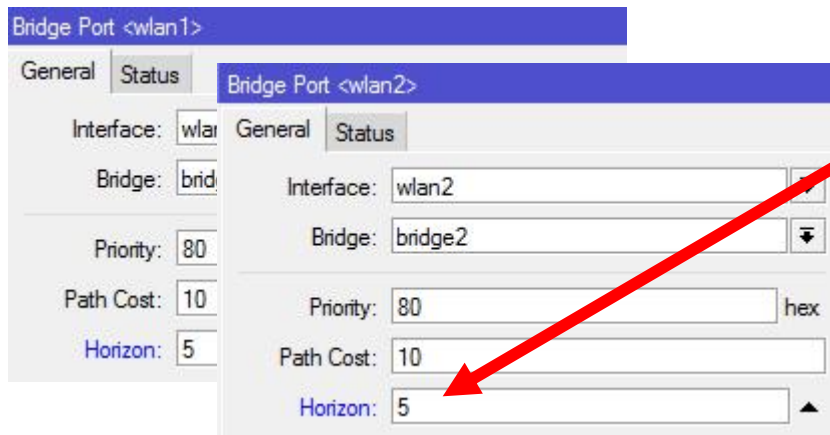 Bridge Port <wlan1>
General Status
Interface:
Bridge:
Priority: 80
Path Cost: 10
Horizon: 5
Bridge Port <wlan2>
General Status
Interface: wlan2
Bridge: bridge2
Priority: 80 hex
Path Cost: 10
Horizon: 5